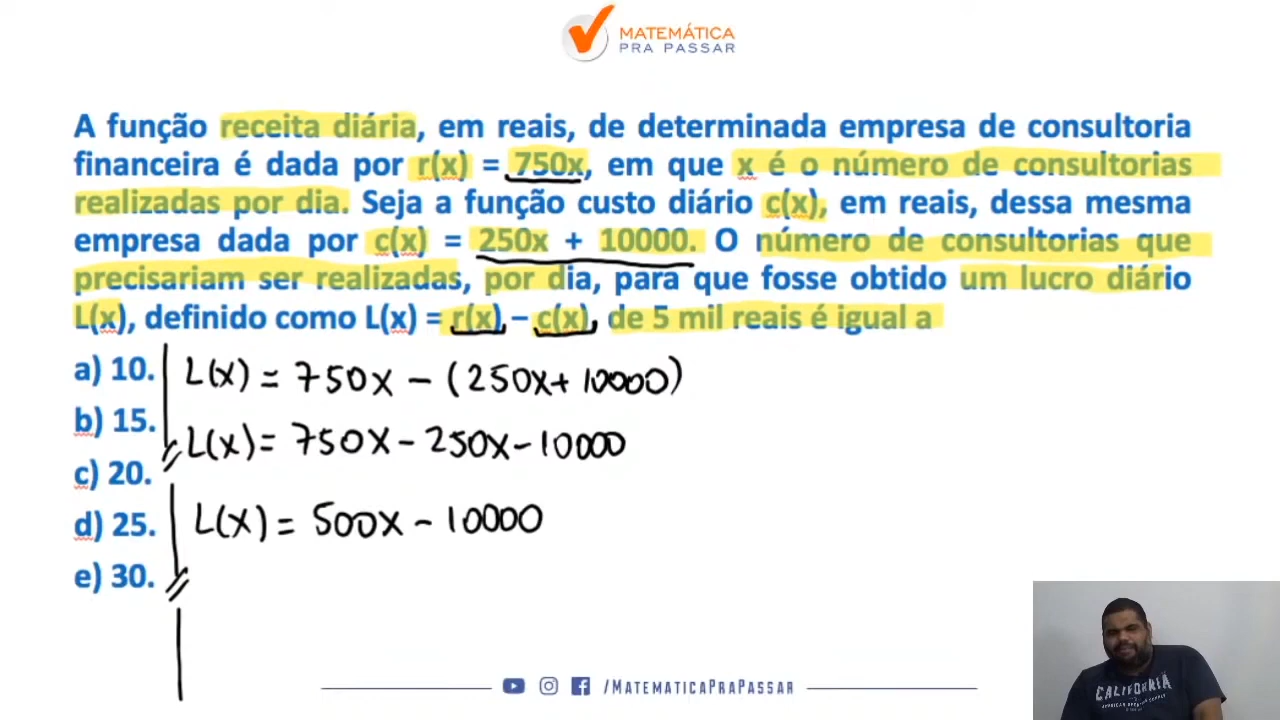 MATEMÁTICA
PRA PASSAR
A função receita diária, em reais, de determinada empresa de consultoria
financeira é dada por r(x) = 750x, em que x é o número de consultorias
realizadas por dia. Seja a função custo diário c(x), em reais, dessa mesma
empresa dada por c(x) = 250x + 10000. O número de consultorias que
precisariam ser realizadas, por dia, para que fosse obtido um lucro diário
L(x), definido como L(x) = r(x) – c(x), de 5 mil reais é igual a
a) 10.
L(x) = 750x - (250x + 10000)
b) 15.
L(x) = 750x - 250x - 10000
c) 20.
d) 25.
L(x) = 500x - 10000
e) 30.
CALIFORNIA
/MATEMATICAPRAPASSAR